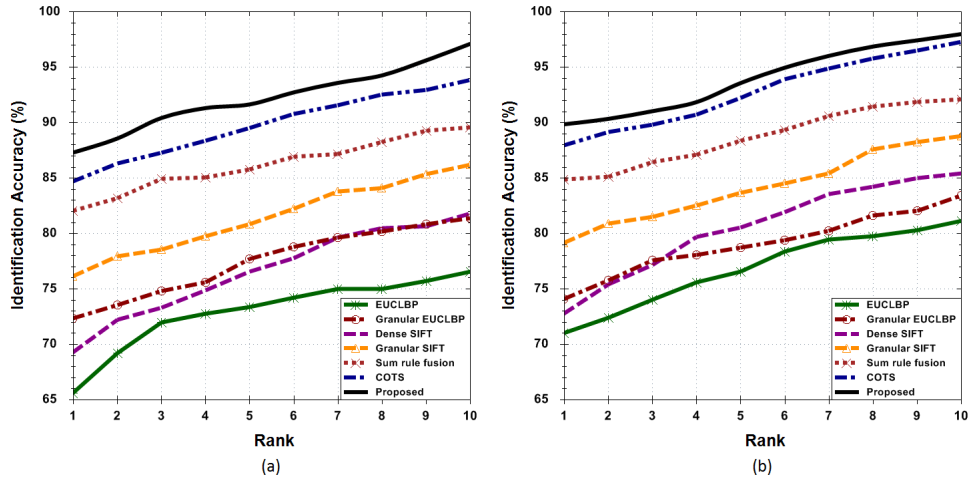 Identification Accuracy (%)
100
95
90
85
80
75
70
65
1 2 3 4 5 6 7 8 9 10
Rank
EUCLBP
Granular EUCLBP
Dense SIFT
Granular SIFT
Sum rule fusion
COTS
Proposed
(a)
Identification Accuracy (%)
100
95
90
85
80
75
70
65
1 2 3 4 5 6 7 8 9 10
Rank
EUCLBP
Granular EUCLBP
Dense SIFT
Granular SIFT
Sum rule fusion
COTS
Proposed
(b)